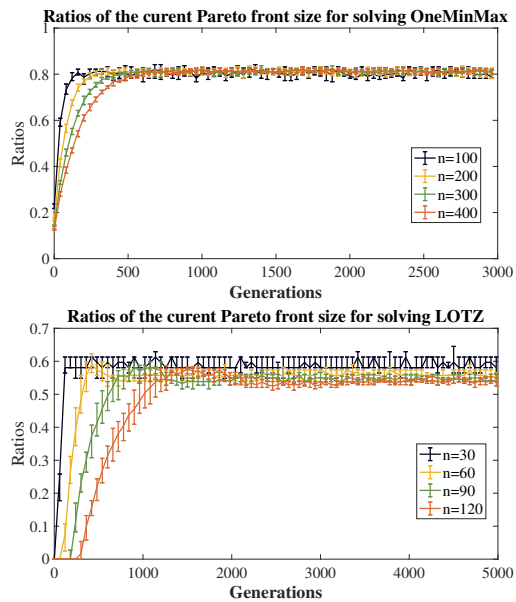 Ratios of the curent Pareto front size for solving OneMinMax
1
0.8
0.6
0.4
0.2
0
Ratios
n=100
n=200
n=300
n=400
0 500 1000 1500 2000 2500 3000
Generations
Ratios of the curent Pareto front size for solving LOTZ
0.7
0.6
0.5
0.4
0.3
0.2
0.1
0
Ratios
n=30
n=60
n=90
n=120
0 1000 2000 3000 4000 5000
Generations